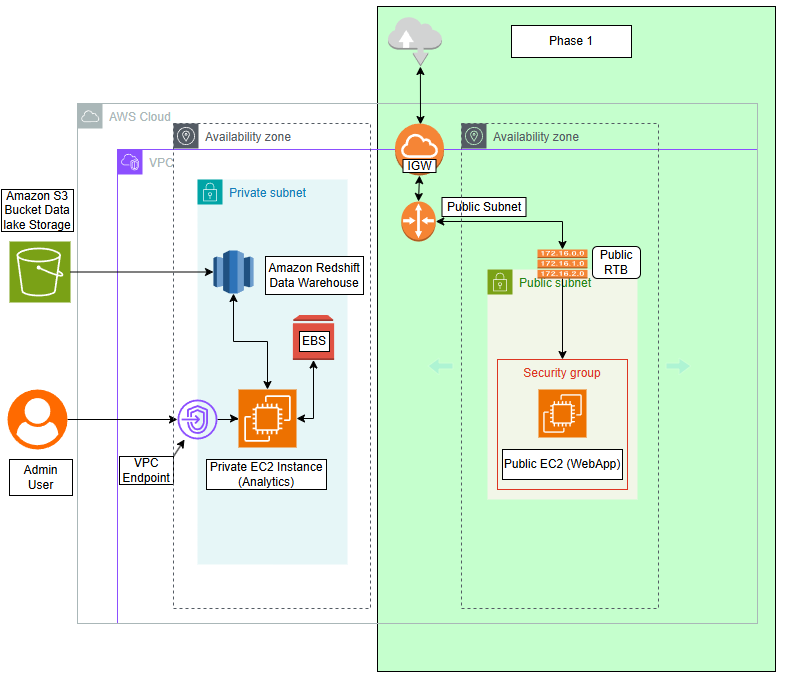 Phase 1
AWS Cloud
Availability zone
Availability zone
VPC
IGW
Private subnet
Amazon S3
Bucket Data
lake Storage
Public Subnet
172.16.0.0
172.16.1.0
172.16.2.0
Public
RTB
Amazon Redshift
Data Warehouse
Public subnet
EBS
Security group
VPC
Endpoint
Admin
User
Private EC2 Instance
(Analytics)
Public EC2 (WebApp)